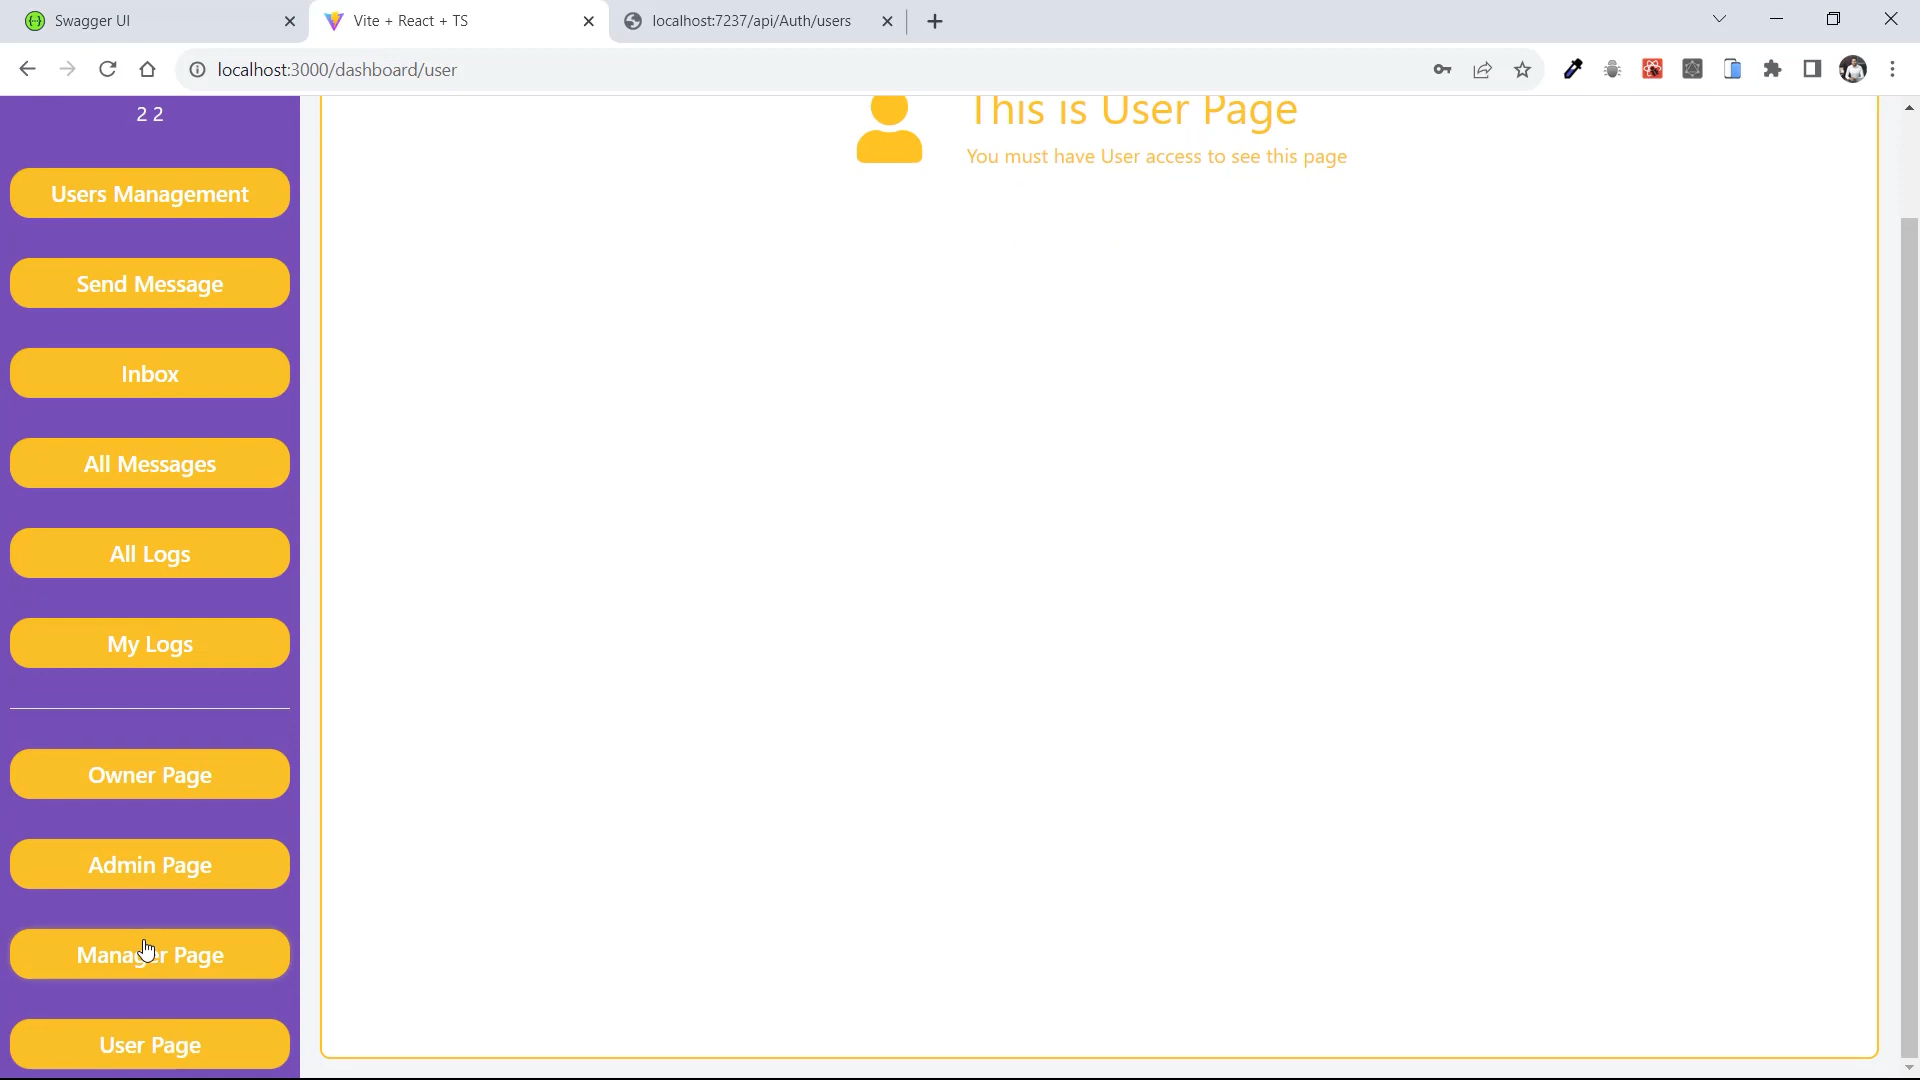 Swagger UI
Vite + React + TS
localhost:7237/api/Auth/users
localhost:3000/dashboard/user
2 2
Users Management
Send Message
Inbox
All Messages
All Logs
My Logs
Owner Page
Admin Page
Manager Page
User Page
This is User Page
You must have User access to see this page